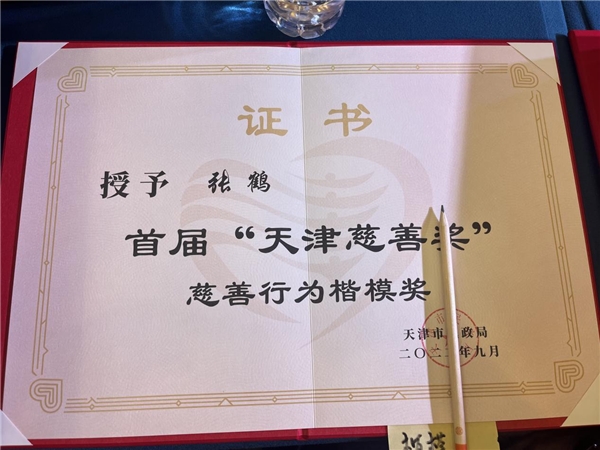 证书
授予 张鹤
首届“天津慈善奖”
慈善行为楷模奖
天津市 政局
二〇二 年九月